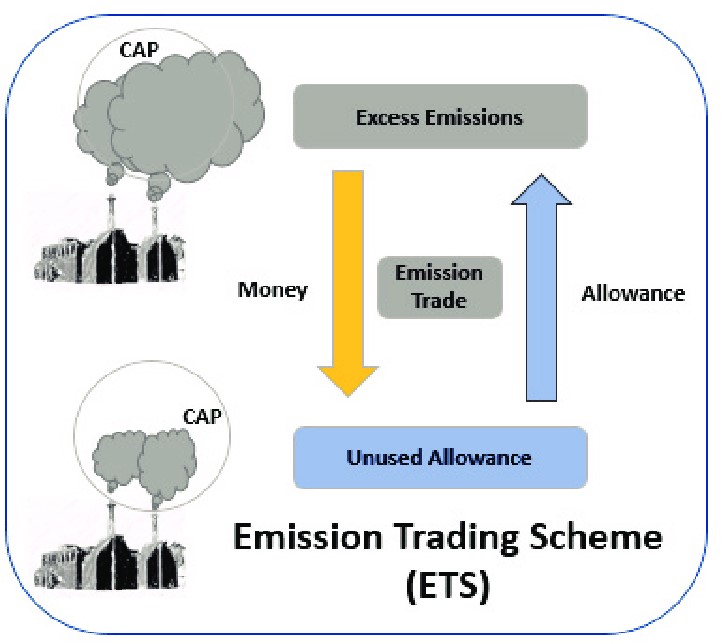 CAP
Excess Emissions
Money
Emission
Trade
Allowance
CAP
Unused Allowance
Emission Trading Scheme
(ETS)